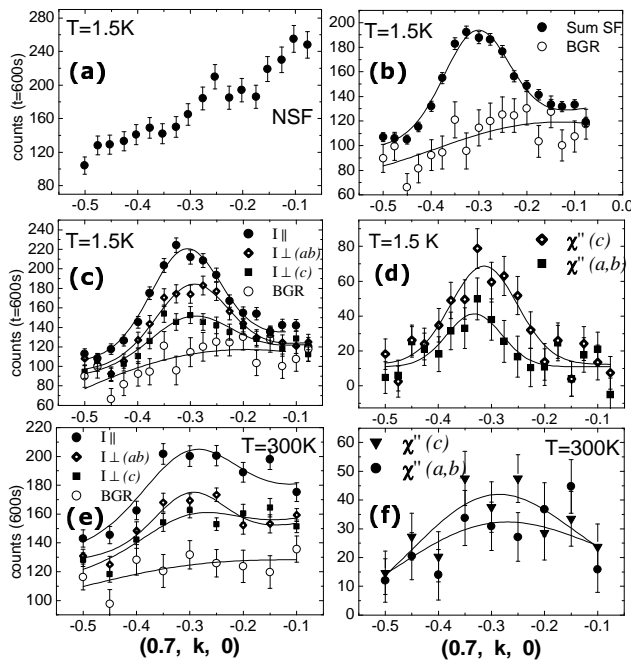 T=1.5K
(a)
NSF
counts (t=600s)
280
240
200
160
120
80
-0.5 -0.4 -0.3 -0.2 -0.1
T=1.5K
(b)
Sum SF
BGR
200
180
160
140
120
100
80
60
-0.5 -0.4 -0.3 -0.2 -0.1 0.0
T=1.5K
(c)
I ||
I⊥(ab)
I⊥(c)
BGR
counts (t=600s)
240
220
200
180
160
140
120
100
80
60
-0.5 -0.4 -0.3 -0.2 -0.1
T=1.5 K
(d)
χ"(c)
χ"(a,b)
80
60
40
20
0
-0.5 -0.4 -0.3 -0.2 -0.1
I ||
I⊥(ab)
I⊥(c)
BGR
T=300K
(e)
counts (600s)
200
180
160
140
120
100
-0.5 -0.4 -0.3 -0.2 -0.1
(0.7, k, 0)
χ"(c)
χ"(a,b)
T=300K
(f)
60
50
40
30
20
10
0
-0.5 -0.4 -0.3 -0.2 -0.1
(0.7, k, 0)